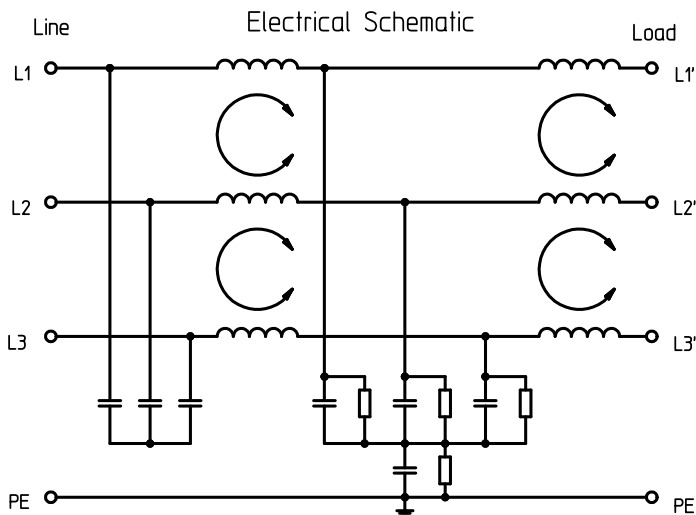 Electrical Schematic
Line
Load
L1
L1'
L2
L2'
L3
L3'
PE
PE